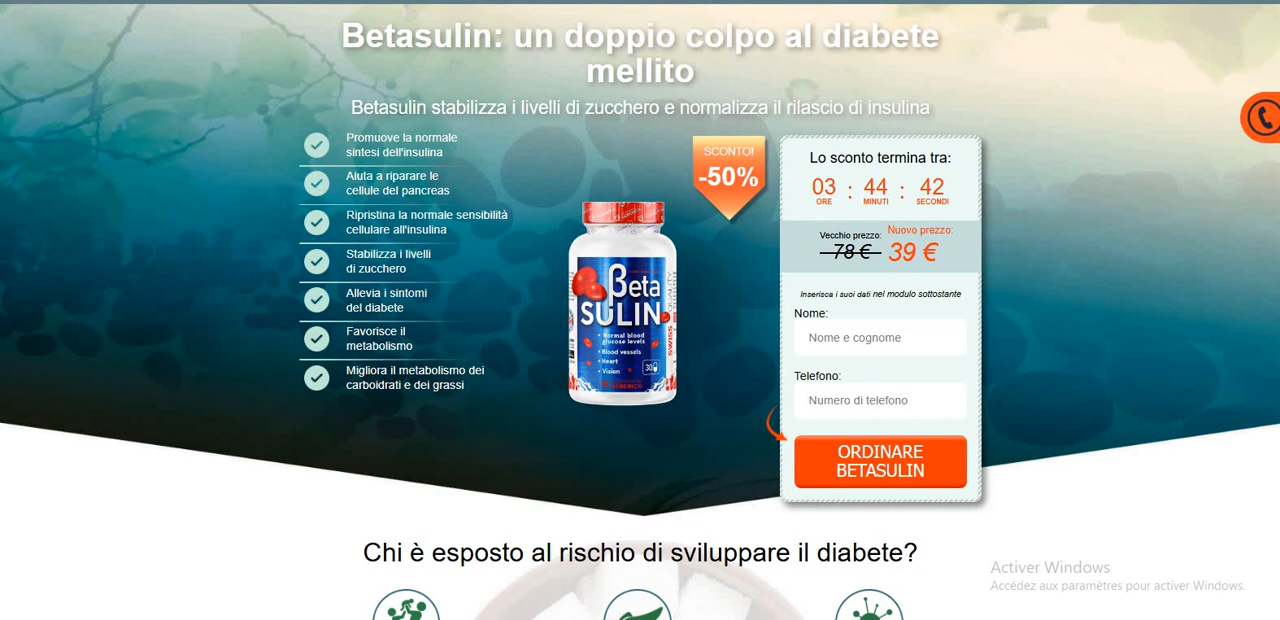 Betasulin: un doppio colpo al diabete
mellito
Betasulin stabilizza i livelli di zucchero e normalizza il rilascio di insulina
Promuove la normale
sintesi dell'insulina
Aiuta a riparare le
cellule del pancreas
Ripristina la normale sensibilità
cellulare all'insulina
Stabilizza i livelli
di zucchero
Allevia i sintomi
del diabete
Favorisce il
metabolismo
Migliora il metabolismo dei
carboidrati e dei grassi
βeta
SULIN
• Normal blood
glucose levels
• Blood vessels
• Heart
• Vision
30
SWISS QUALITY
SCONTO!
-50%
Lo sconto termina tra:
03 : 44 : 42
ORE MINUTI SECONDI
Vecchio prezzo: Nuovo prezzo:
78 € 39 €
Inserisca i suoi dati nel modulo sottostante
Nome:
Nome e cognome
Telefono:
Numero di telefono
ORDINARE
BETASULIN
Chi è esposto al rischio di sviluppare il diabete?
Activer Windows
Accédez aux paramètres pour activer Windows.